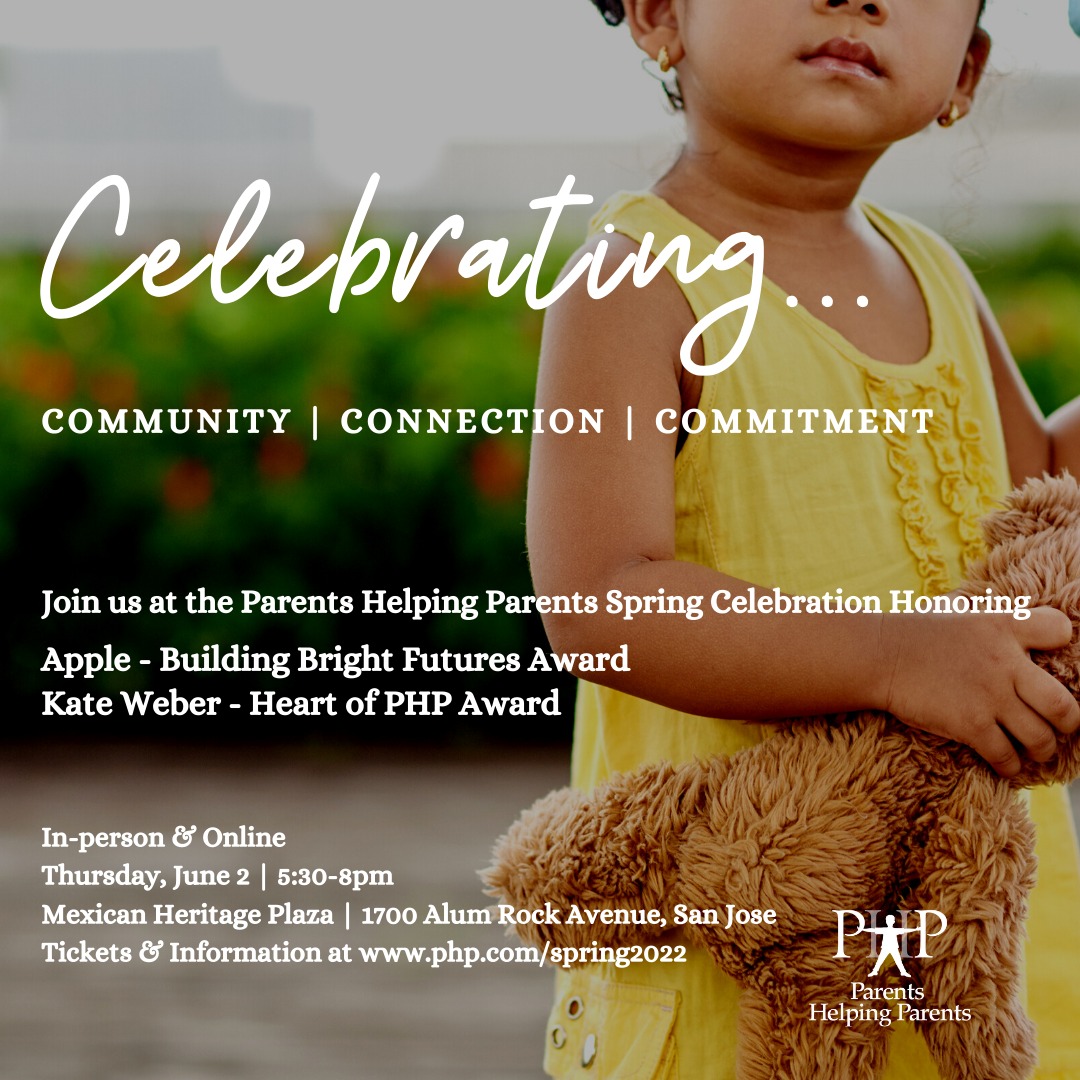 Celebrating...
COMMUNITY | CONNECTION | COMMITMENT
Join us at the Parents Helping Parents Spring Celebration Honoring
Apple - Building Bright Futures Award
Kate Weber - Heart of PHP Award
In-person & Online
Thursday, June 2 | 5:30-8pm
Mexican Heritage Plaza | 1700 Alum Rock Avenue, San Jose
Tickets & Information at www.php.com/spring2022
PHP
Parents
Helping Parents